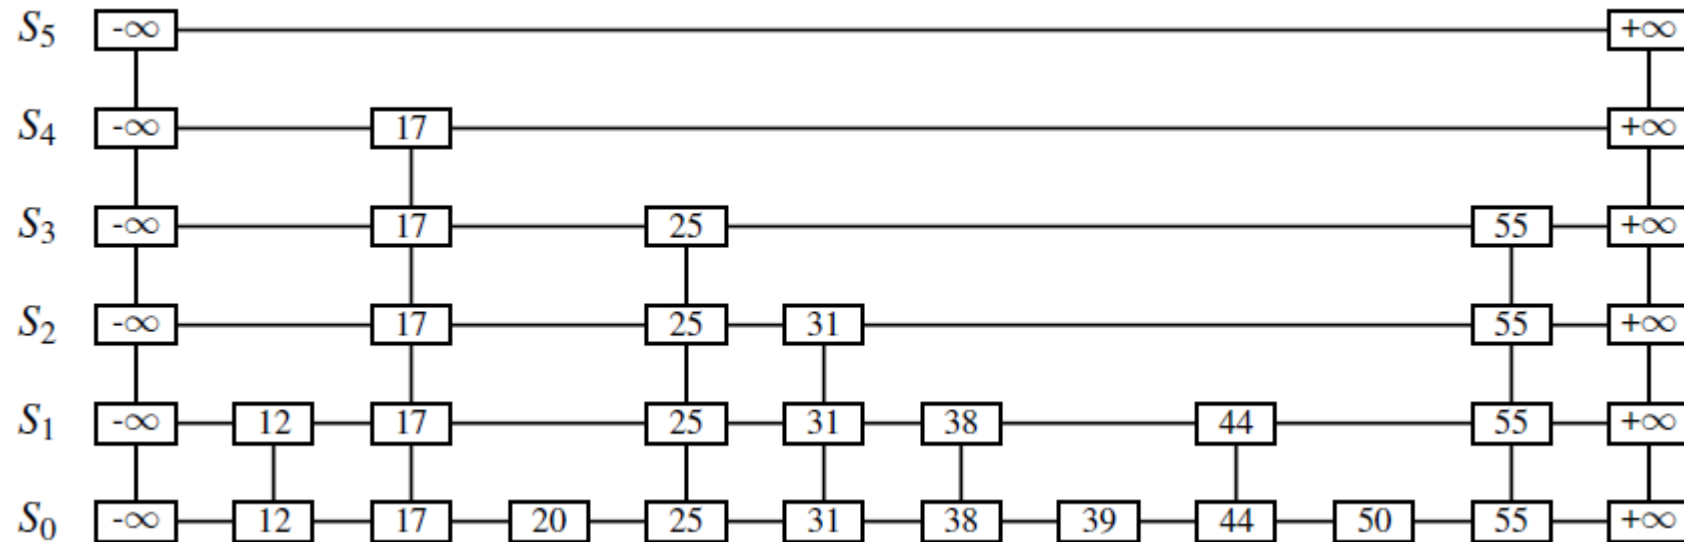 S5 -∞ +∞
S4 -∞ 17 +∞
S3 -∞ 17 25 55 +∞
S2 -∞ 17 25 31 55 +∞
S1 -∞ 12 17 25 31 38 44 55 +∞
S0 -∞ 12 17 20 25 31 38 39 44 50 55 +∞